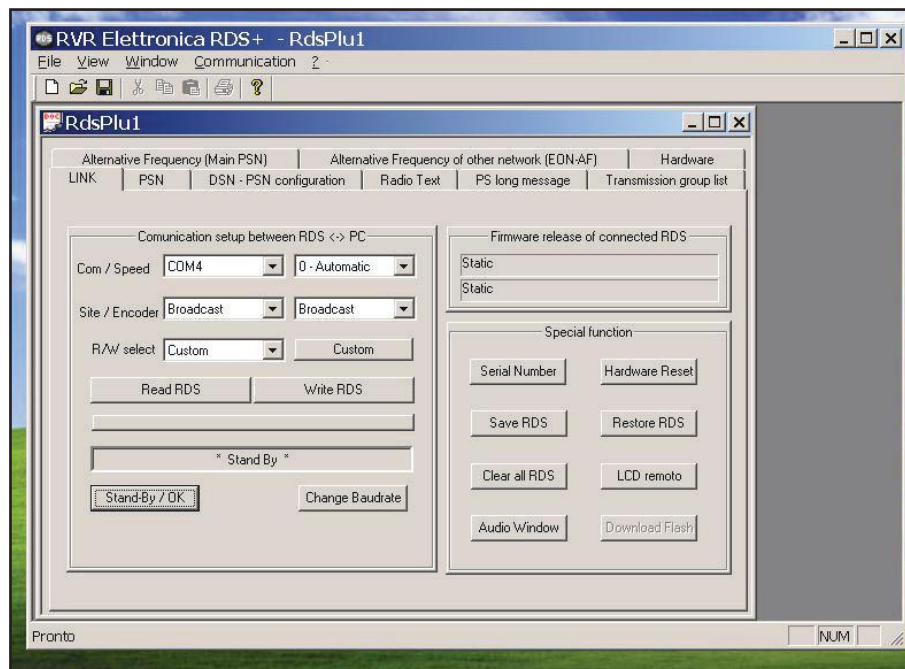 RDS RVR Elettronica RDS+ - RdsPlu1
File View Window Communication ?
DOC RdsPlu1
Alternative Frequency (Main PSN) Alternative Frequency of other network (EON-AF) Hardware
LINK PSN DSN - PSN configuration Radio Text PS long message Transmission group list
Comunication setup between RDS <-> PC
Com / Speed COM4 0 - Automatic
Site / Encoder Broadcast Broadcast
R/W select Custom Custom
Read RDS Write RDS
* Stand By *
Stand-By / OK Change Baudrate
Firmware release of connected RDS
Static
Static
Special function
Serial Number Hardware Reset
Save RDS Restore RDS
Clear all RDS LCD remoto
Audio Window Download Flash
Pronto NUM